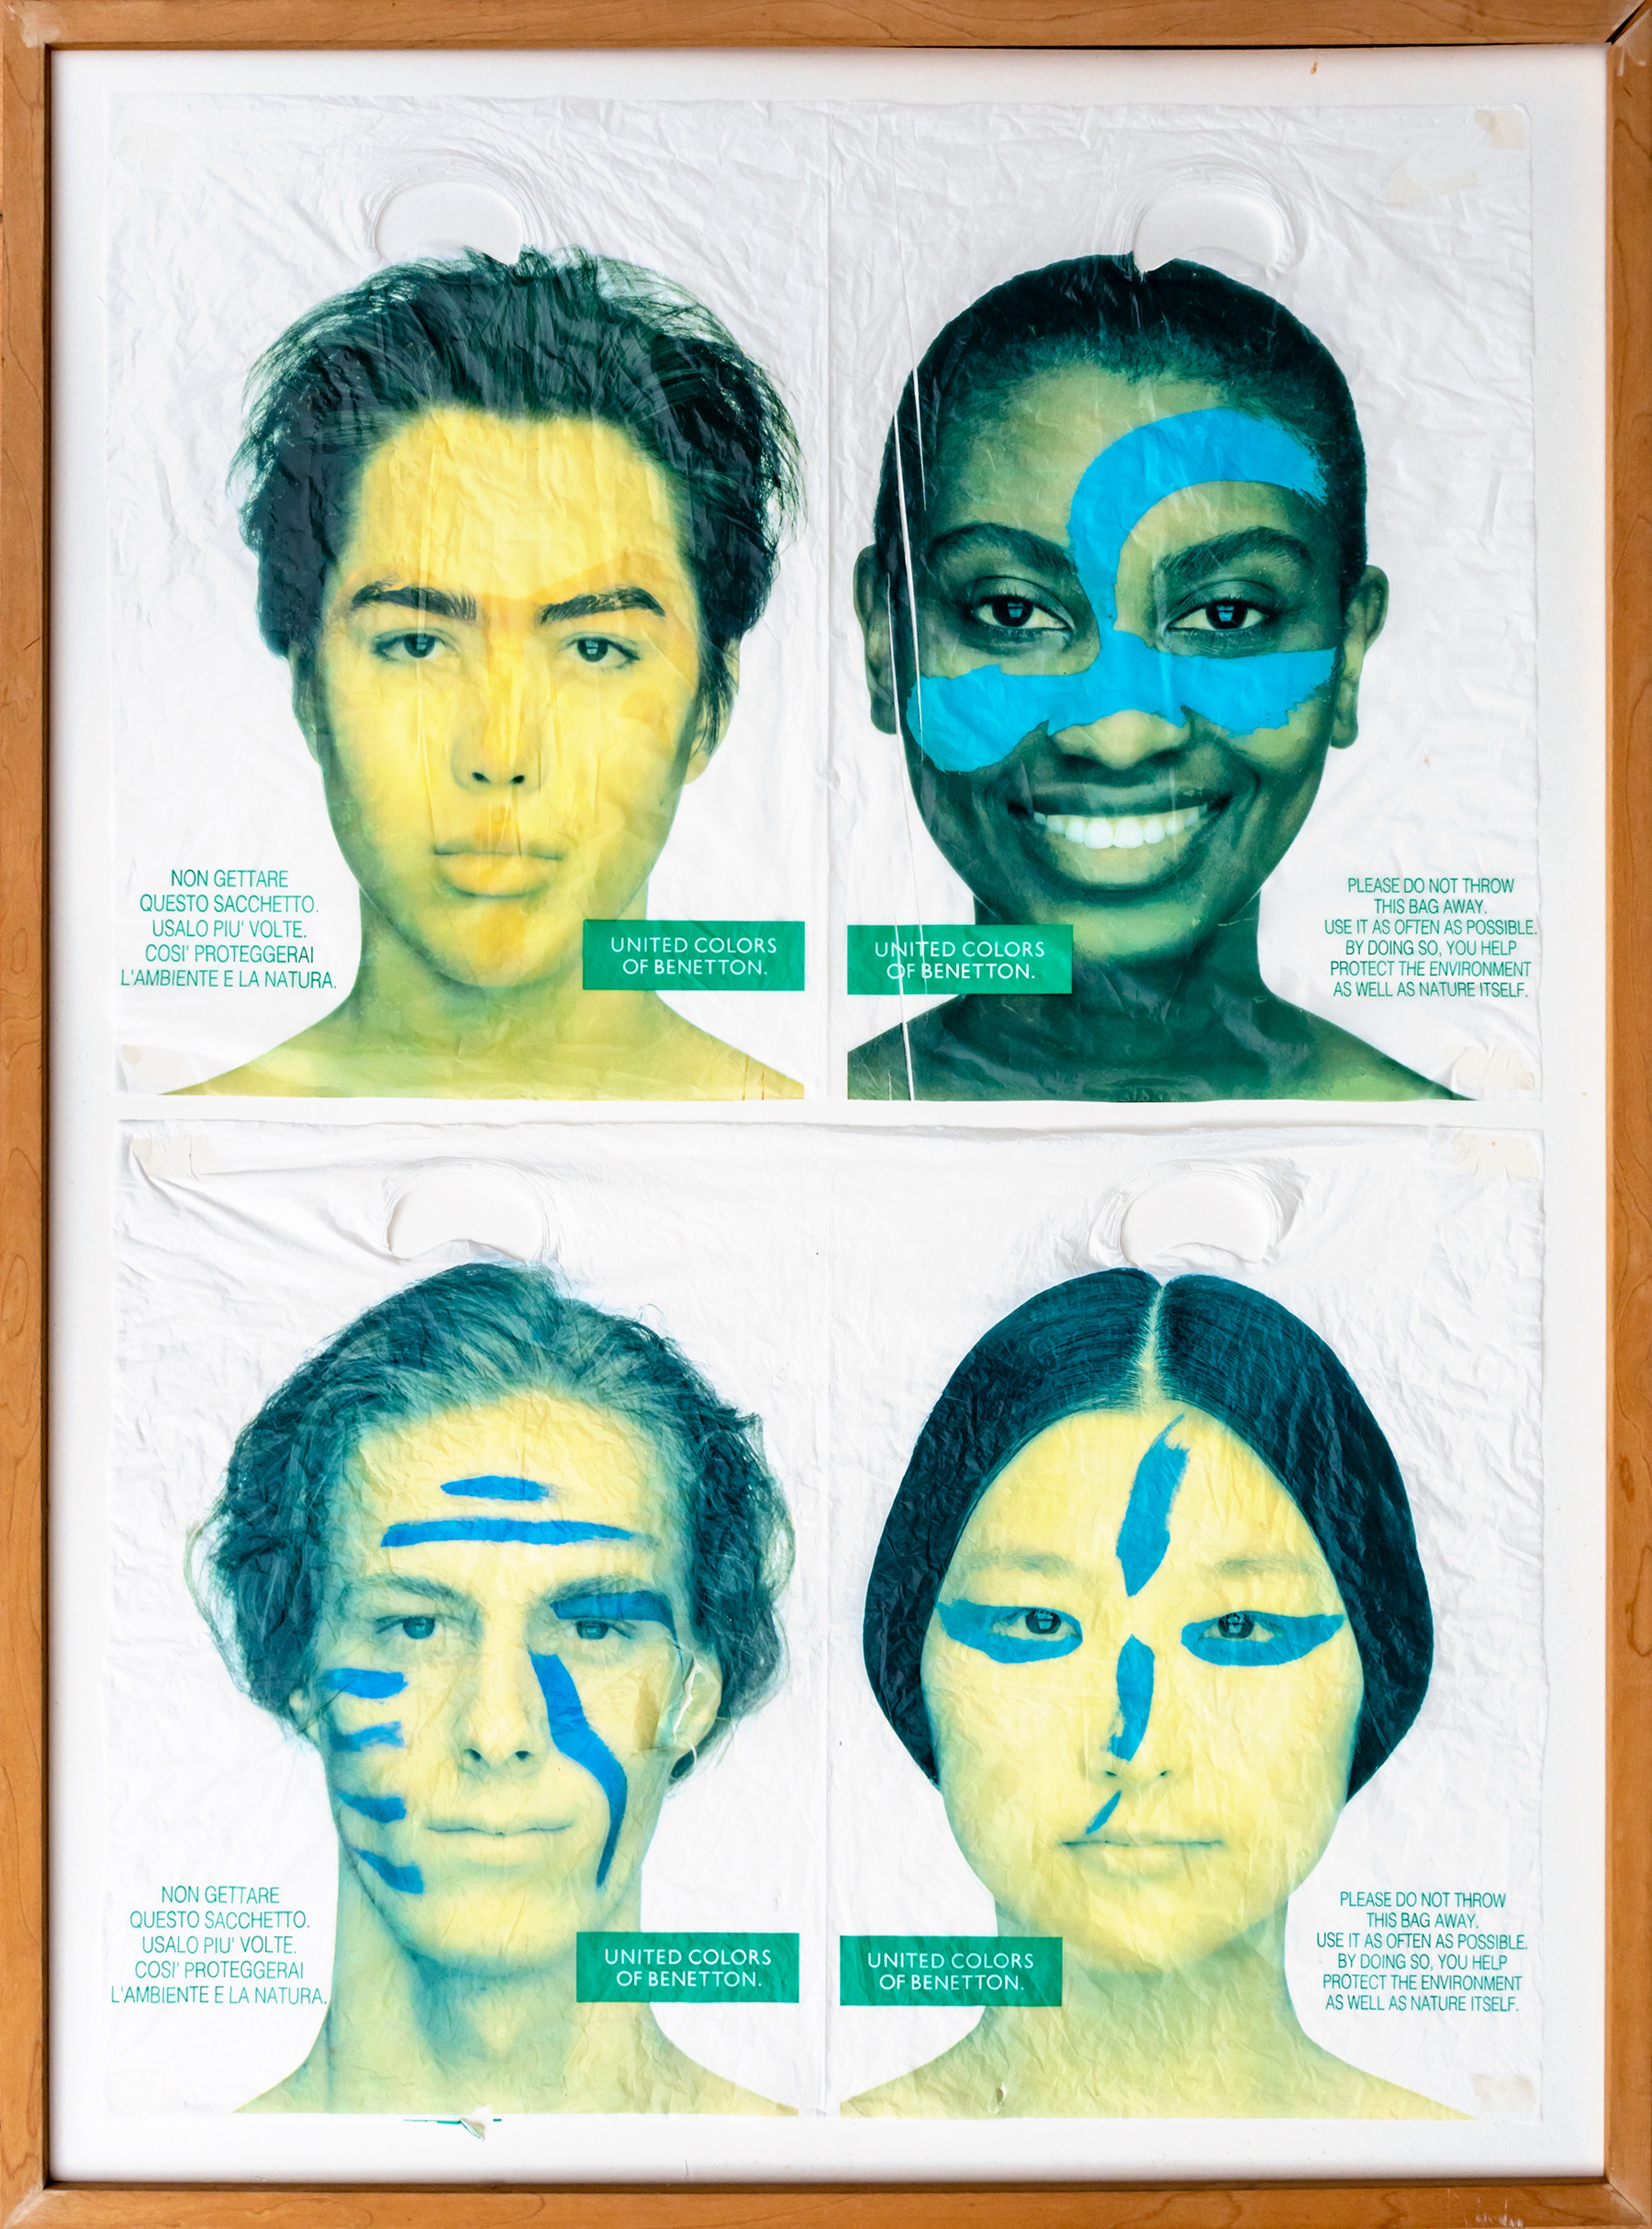 NON GETTARE
QUESTO SACCHETTO.
USALO PIU' VOLTE.
COSI' PROTEGGERAI
L'AMBIENTE E LA NATURA.
UNITED COLORS
OF BENETTON.
UNITED COLORS
OF BENETTON.
PLEASE DO NOT THROW
THIS BAG AWAY.
USE IT AS OFTEN AS POSSIBLE.
BY DOING SO, YOU HELP
PROTECT THE ENVIRONMENT
AS WELL AS NATURE ITSELF.
NON GETTARE
QUESTO SACCHETTO.
USALO PIU' VOLTE.
COSI' PROTEGGERAI
L'AMBIENTE E LA NATURA.
UNITED COLORS
OF BENETTON.
UNITED COLORS
OF BENETTON.
PLEASE DO NOT THROW
THIS BAG AWAY.
USE IT AS OFTEN AS POSSIBLE.
BY DOING SO, YOU HELP
PROTECT THE ENVIRONMENT
AS WELL AS NATURE ITSELF.